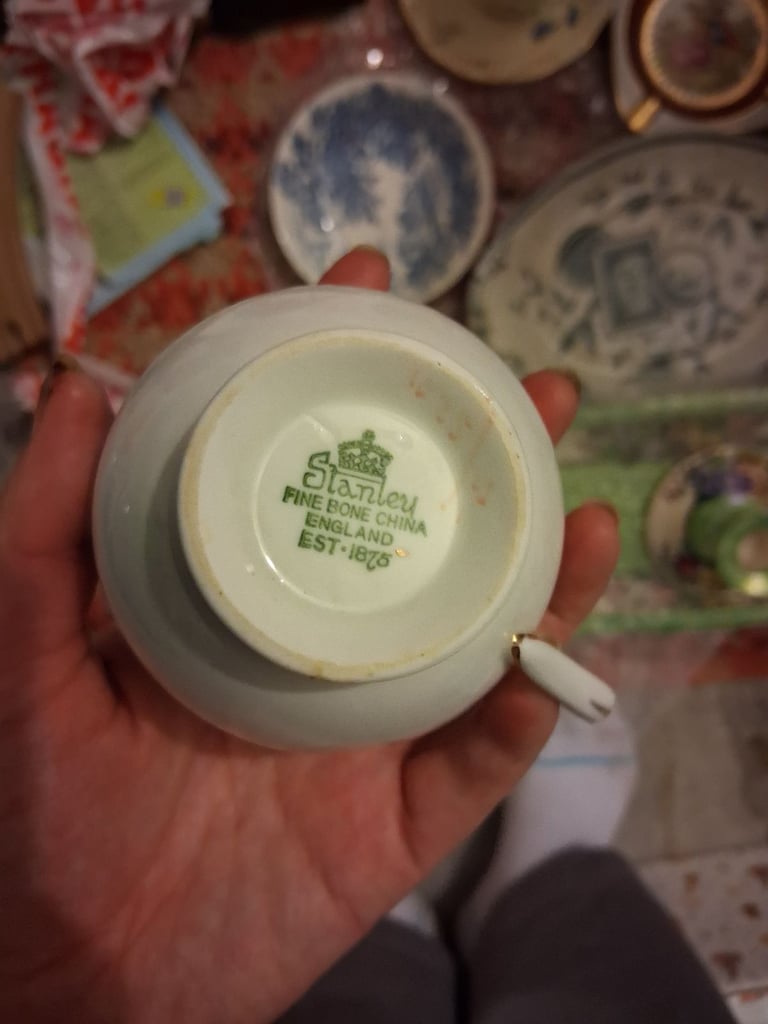 Stanley
FINE BONE CHINA
ENGLAND
EST·1875